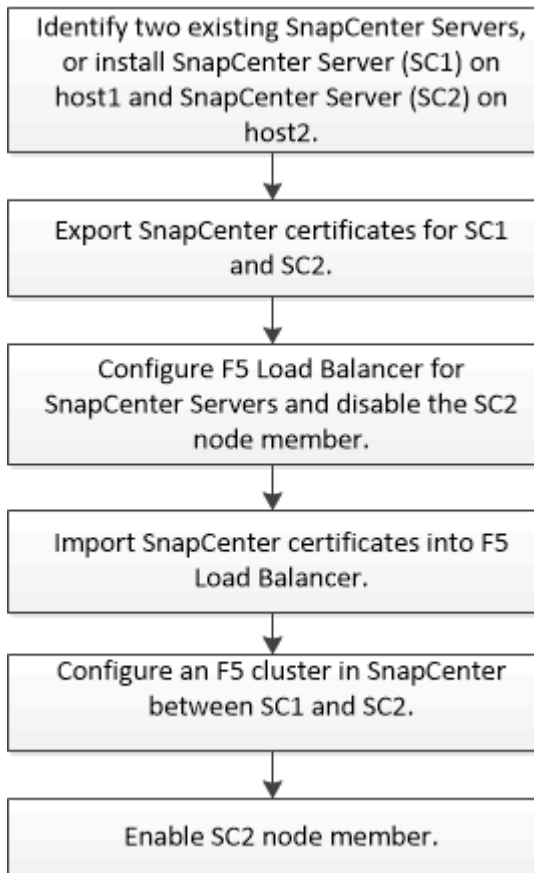 Identify two existing SnapCenter Servers,
or install SnapCenter Server (SC1) on
host1 and SnapCenter Server (SC2) on
host2.
Export SnapCenter certificates for SC1
and SC2.
Configure F5 Load Balancer for
SnapCenter Servers and disable the SC2
node member.
Import SnapCenter certificates into F5
Load Balancer.
Configure an F5 cluster in SnapCenter
between SC1 and SC2.
Enable SC2 node member.